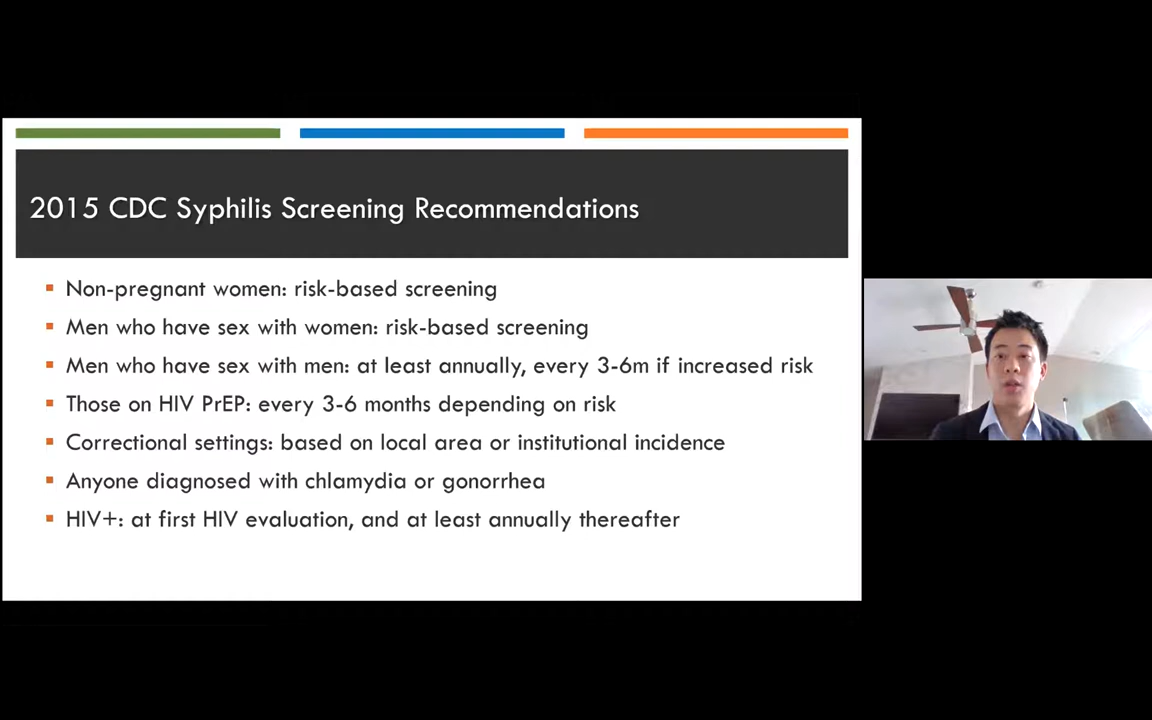 2015 CDC Syphilis Screening Recommendations
Non-pregnant women: risk-based screening
Men who have sex with women: risk-based screening
Men who have sex with men: at least annually, every 3-6m if increased risk
Those on HIV PrEP: every 3-6 months depending on risk
Correctional settings: based on local area or institutional incidence
Anyone diagnosed with chlamydia or gonorrhea
HIV+: at first HIV evaluation, and at least annually thereafter